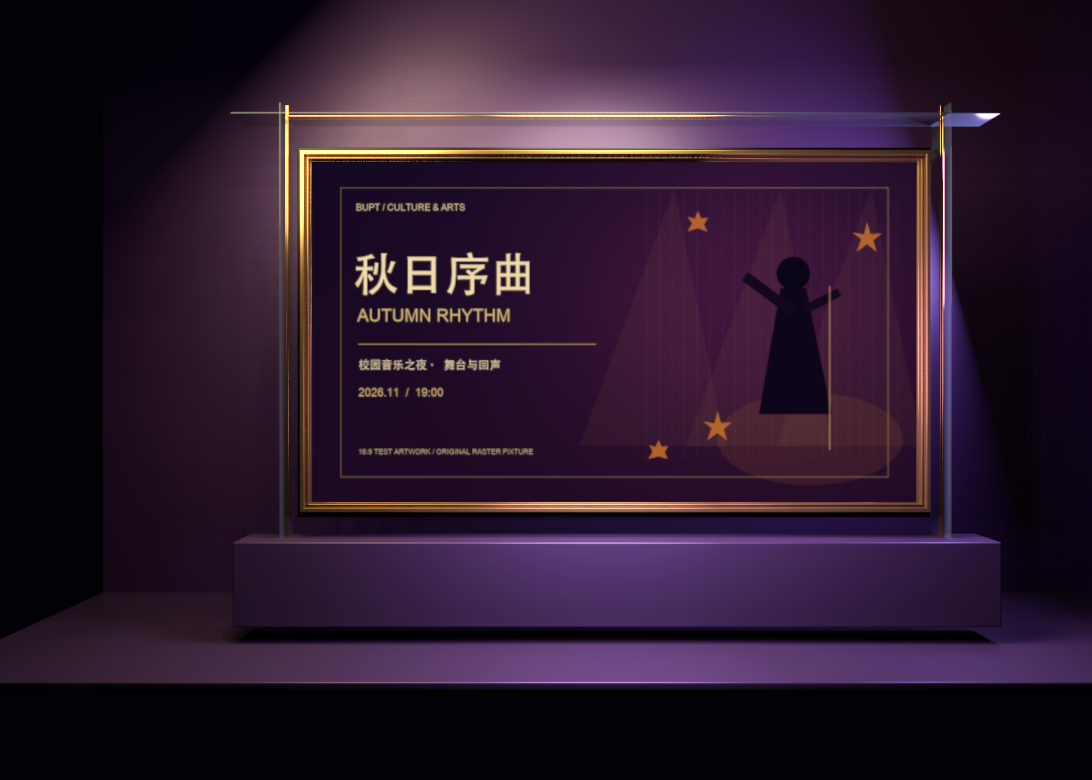 BUPT / CULTURE & ARTS
秋日序曲
AUTUMN RHYTHM
校园音乐之夜 · 舞台与回声
2026.11 / 19:00
16:9 TEST ARTWORK / ORIGINAL RASTER FIXTURE